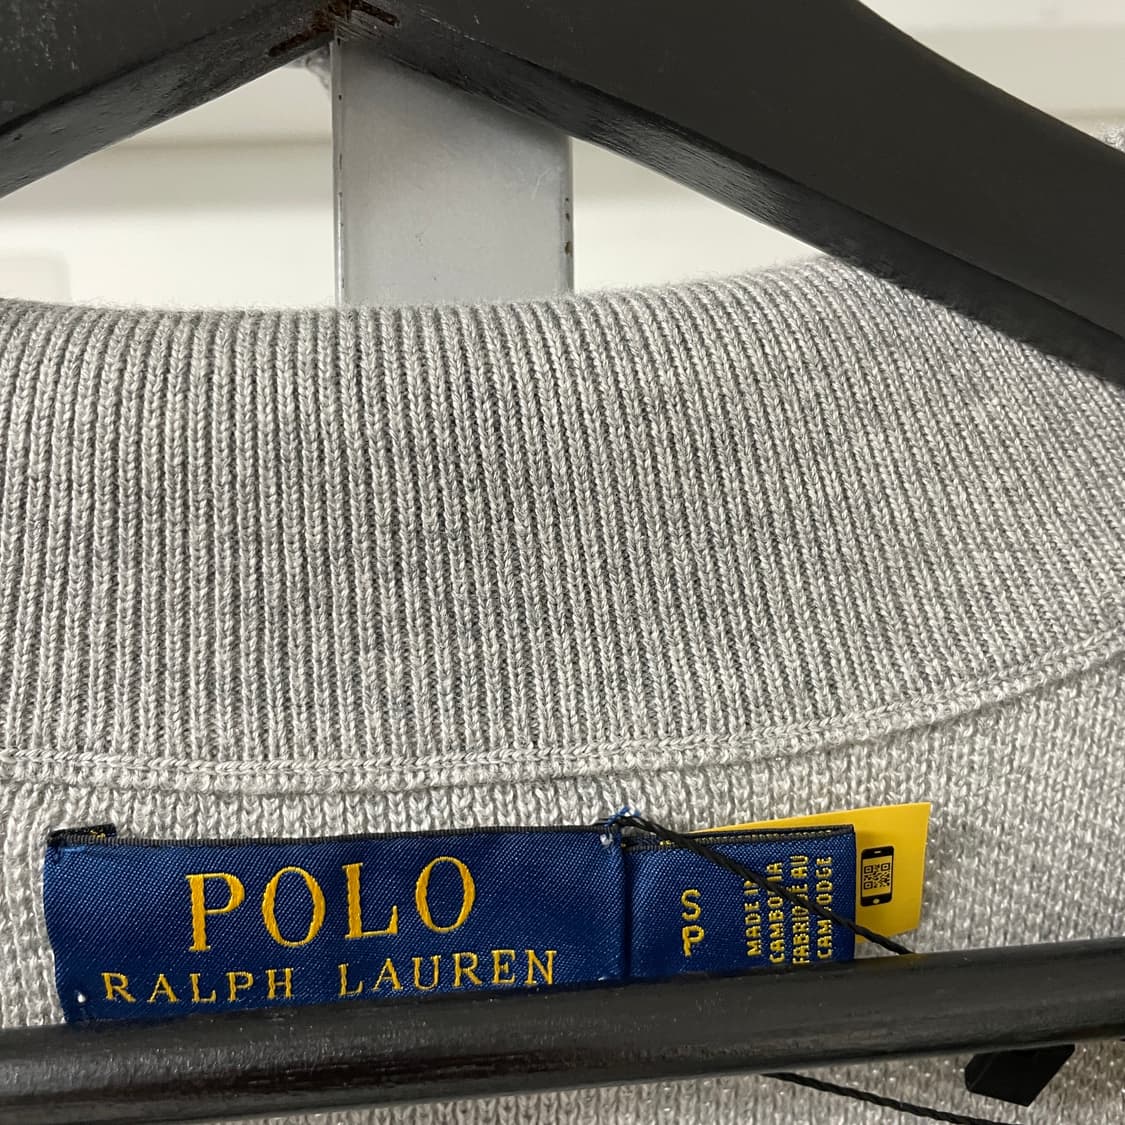 POLO
RALPH LAUREN
S
P
MADE IN
CAMBODIA
FABRIQUÉ AU
CAMBODGE